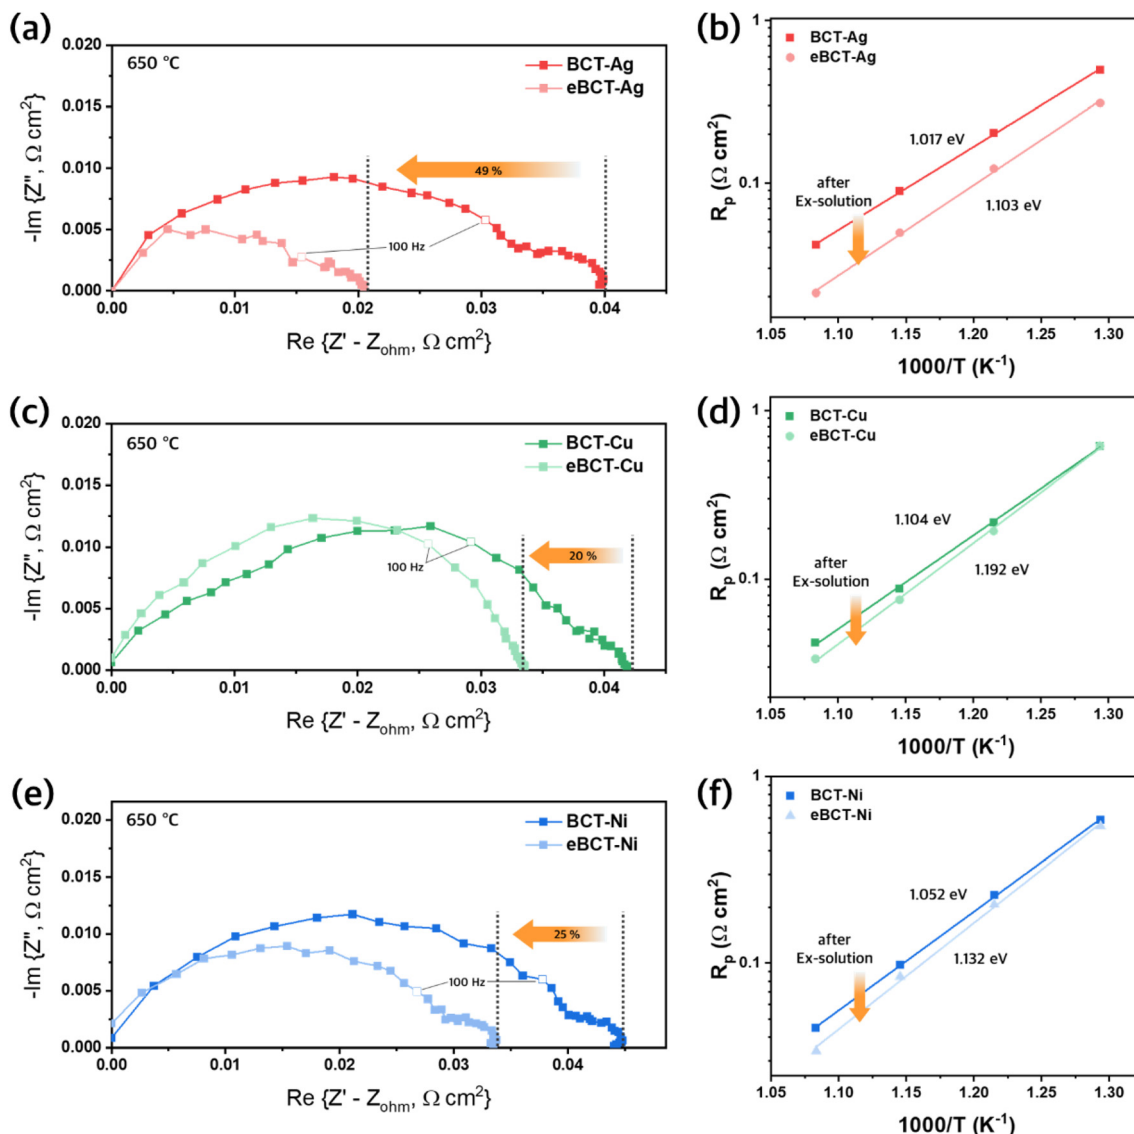 (a)
0.020
0.015
0.010
0.005
0.000
-Im {Z", Ω cm²}
650 °C
BCT-Ag
eBCT-Ag
49 %
100 Hz
0.00 0.01 0.02 0.03 0.04
Re {Z' - Zohm, Ω cm²}
(b)
1
0.1
Rp (Ω cm²)
BCT-Ag
eBCT-Ag
1.017 eV
after
Ex-solution
1.103 eV
1.05 1.10 1.15 1.20 1.25 1.30
1000/T (K⁻¹)
(c)
0.020
0.015
0.010
0.005
0.000
-Im {Z", Ω cm²}
650 °C
BCT-Cu
eBCT-Cu
20 %
100 Hz
0.00 0.01 0.02 0.03 0.04
Re {Z' - Zohm, Ω cm²}
(d)
1
0.1
Rp (Ω cm²)
BCT-Cu
eBCT-Cu
1.104 eV
after
Ex-solution
1.192 eV
1.05 1.10 1.15 1.20 1.25 1.30
1000/T (K⁻¹)
(e)
0.020
0.015
0.010
0.005
0.000
-Im {Z", Ω cm²}
650 °C
BCT-Ni
eBCT-Ni
25 %
100 Hz
0.00 0.01 0.02 0.03 0.04
Re {Z' - Zohm, Ω cm²}
(f)
1
0.1
Rp (Ω cm²)
BCT-Ni
eBCT-Ni
1.052 eV
after
Ex-solution
1.132 eV
1.05 1.10 1.15 1.20 1.25 1.30
1000/T (K⁻¹)